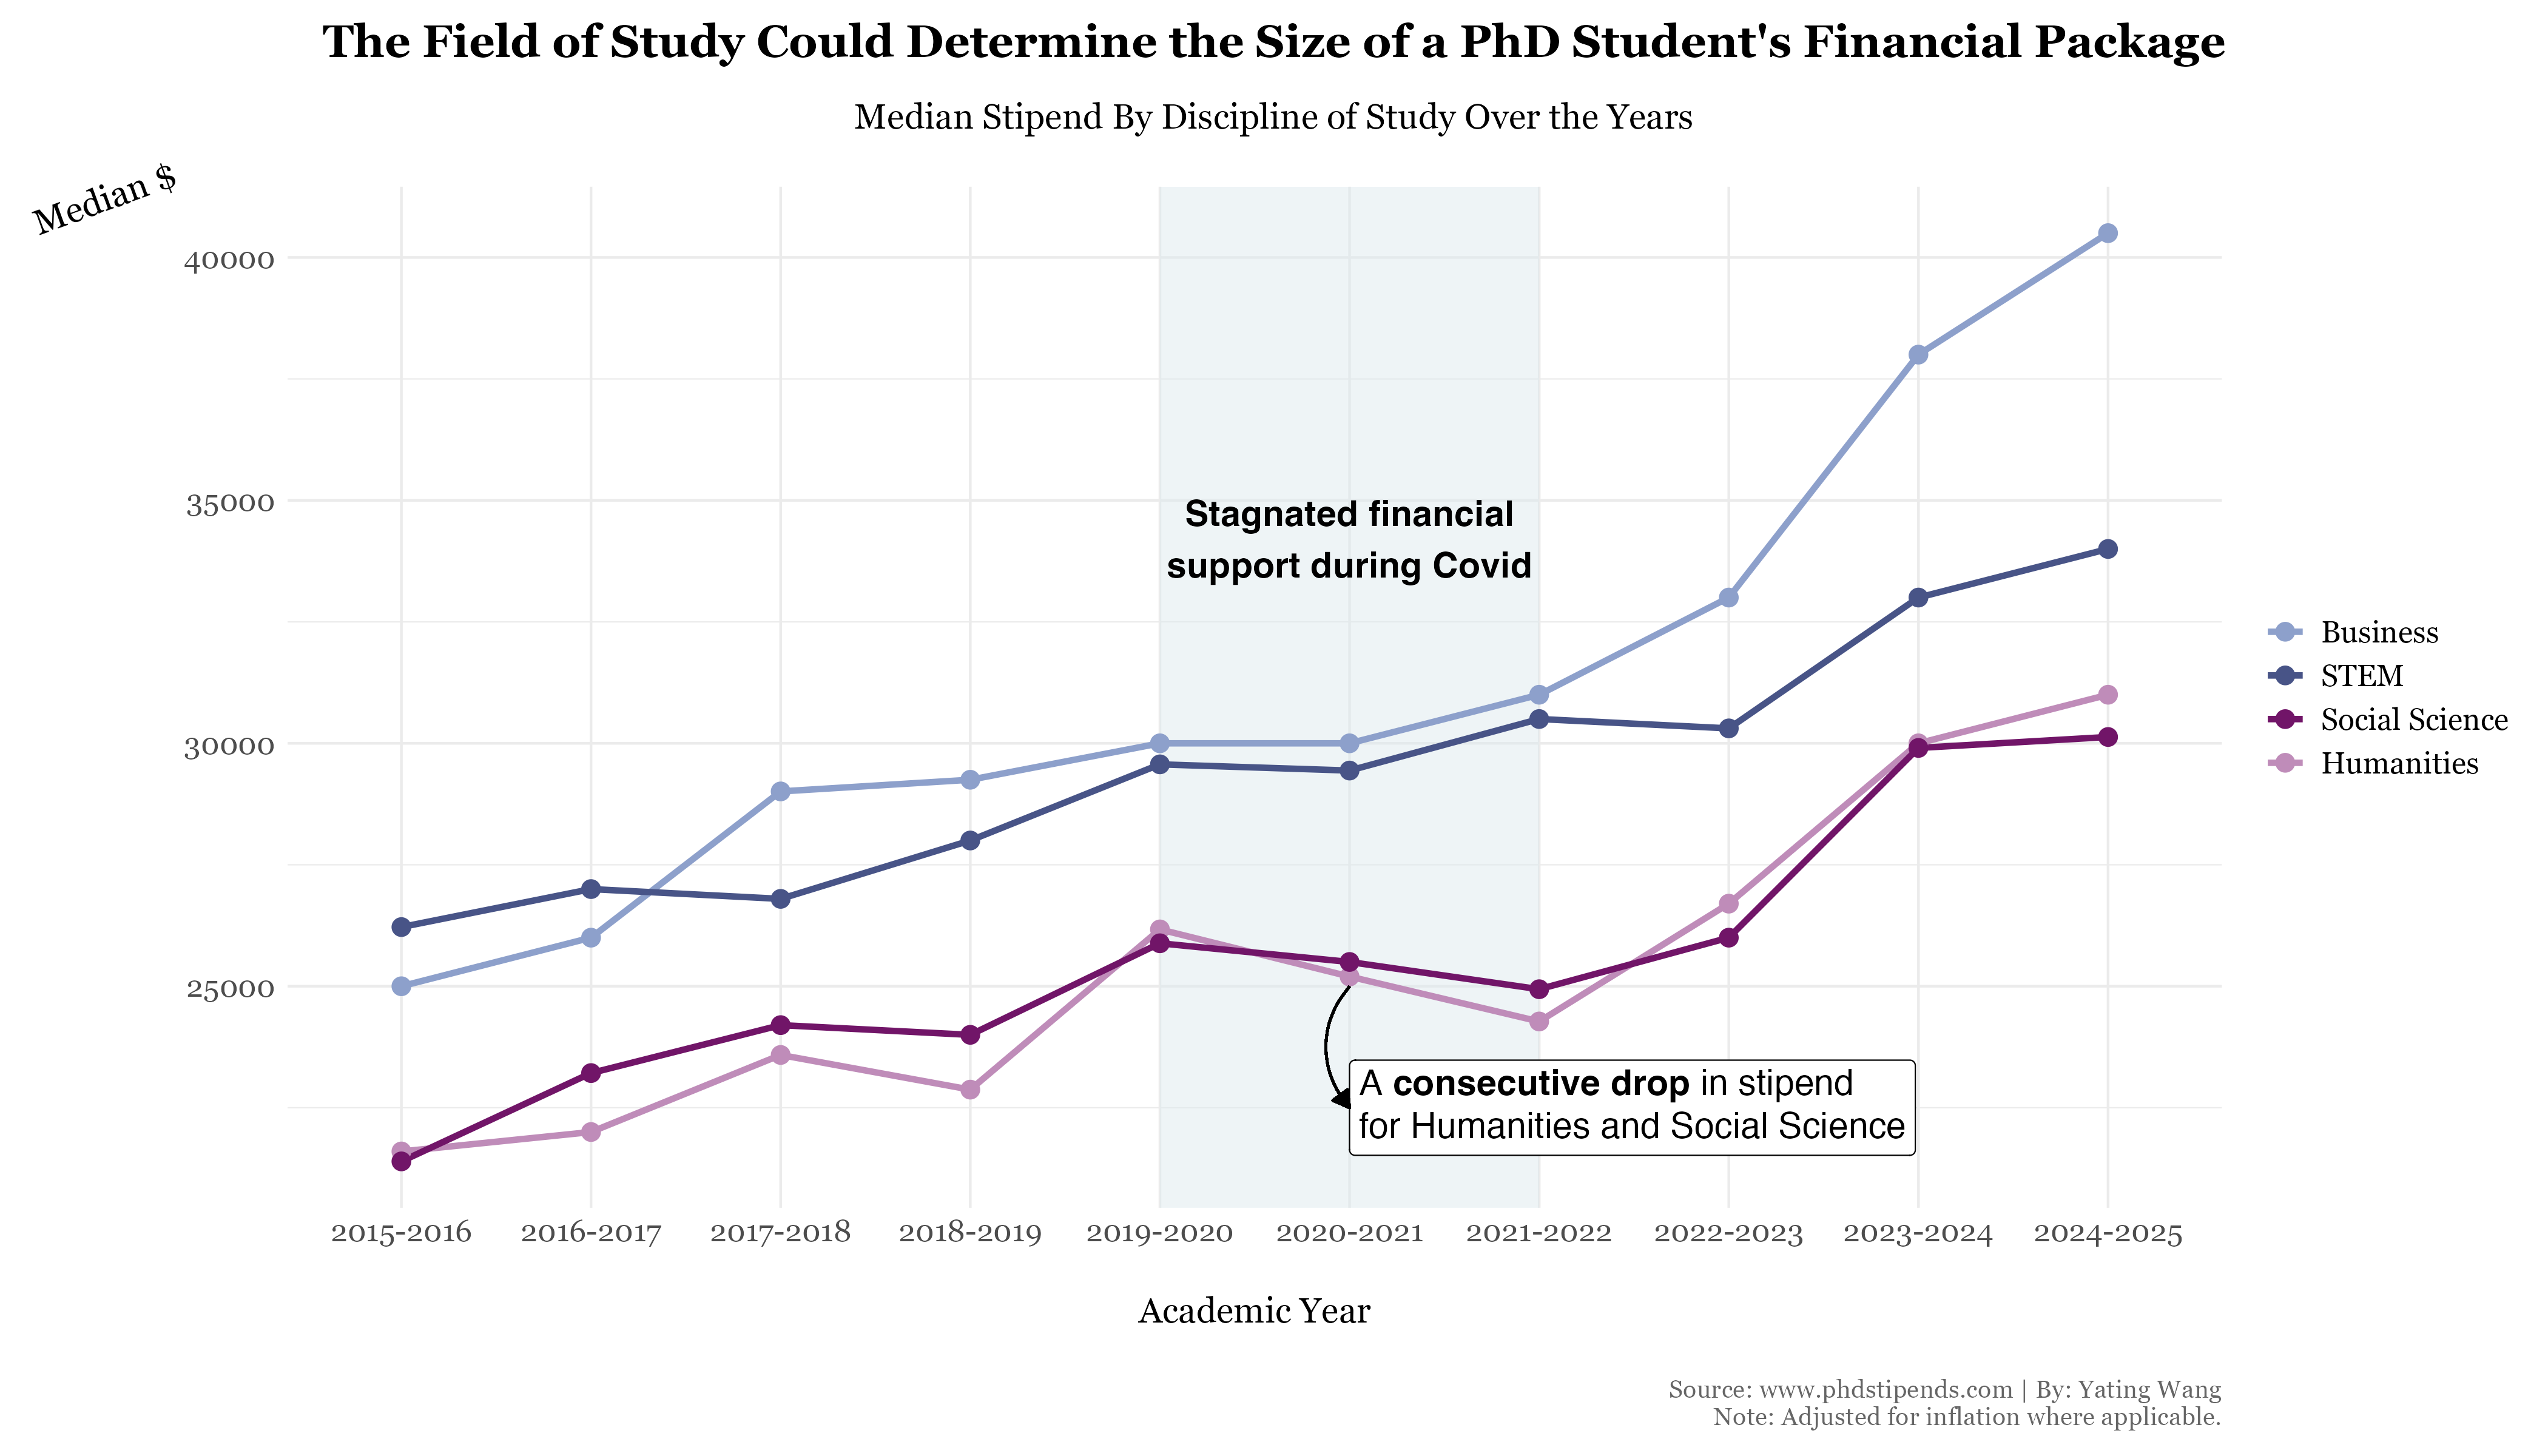 The Field of Study Could Determine the Size of a PhD Student's Financial Package
Median Stipend By Discipline of Study Over the Years
Median $
40000
35000
30000
25000
Stagnated financial
support during Covid
A consecutive drop in stipend
for Humanities and Social Science
Business
STEM
Social Science
Humanities
2015-2016
2016-2017
2017-2018
2018-2019
2019-2020
2020-2021
2021-2022
2022-2023
2023-2024
2024-2025
Academic Year
Source: www.phdstipends.com | By: Yating Wang
Note: Adjusted for inflation where applicable.